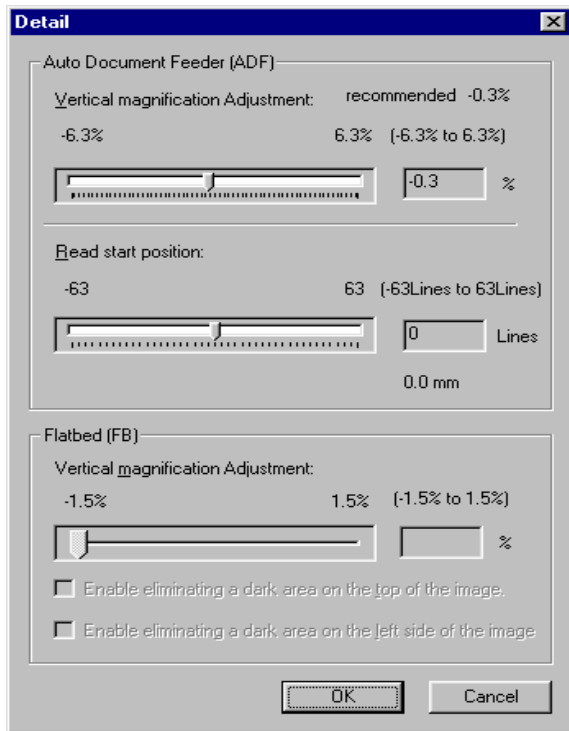 Detail
Auto Document Feeder (ADF)
Vertical magnification Adjustment: recommended -0.3%
-6.3% 6.3% (-6.3% to 6.3%)
-0.3 %
Read start position:
-63 63 (-63Lines to 63Lines)
0 Lines
0.0 mm
Flatbed (FB)
Vertical magnification Adjustment:
-1.5% 1.5% (-1.5% to 1.5%)
%
Enable eliminating a dark area on the top of the image.
Enable eliminating a dark area on the left side of the image
OK Cancel